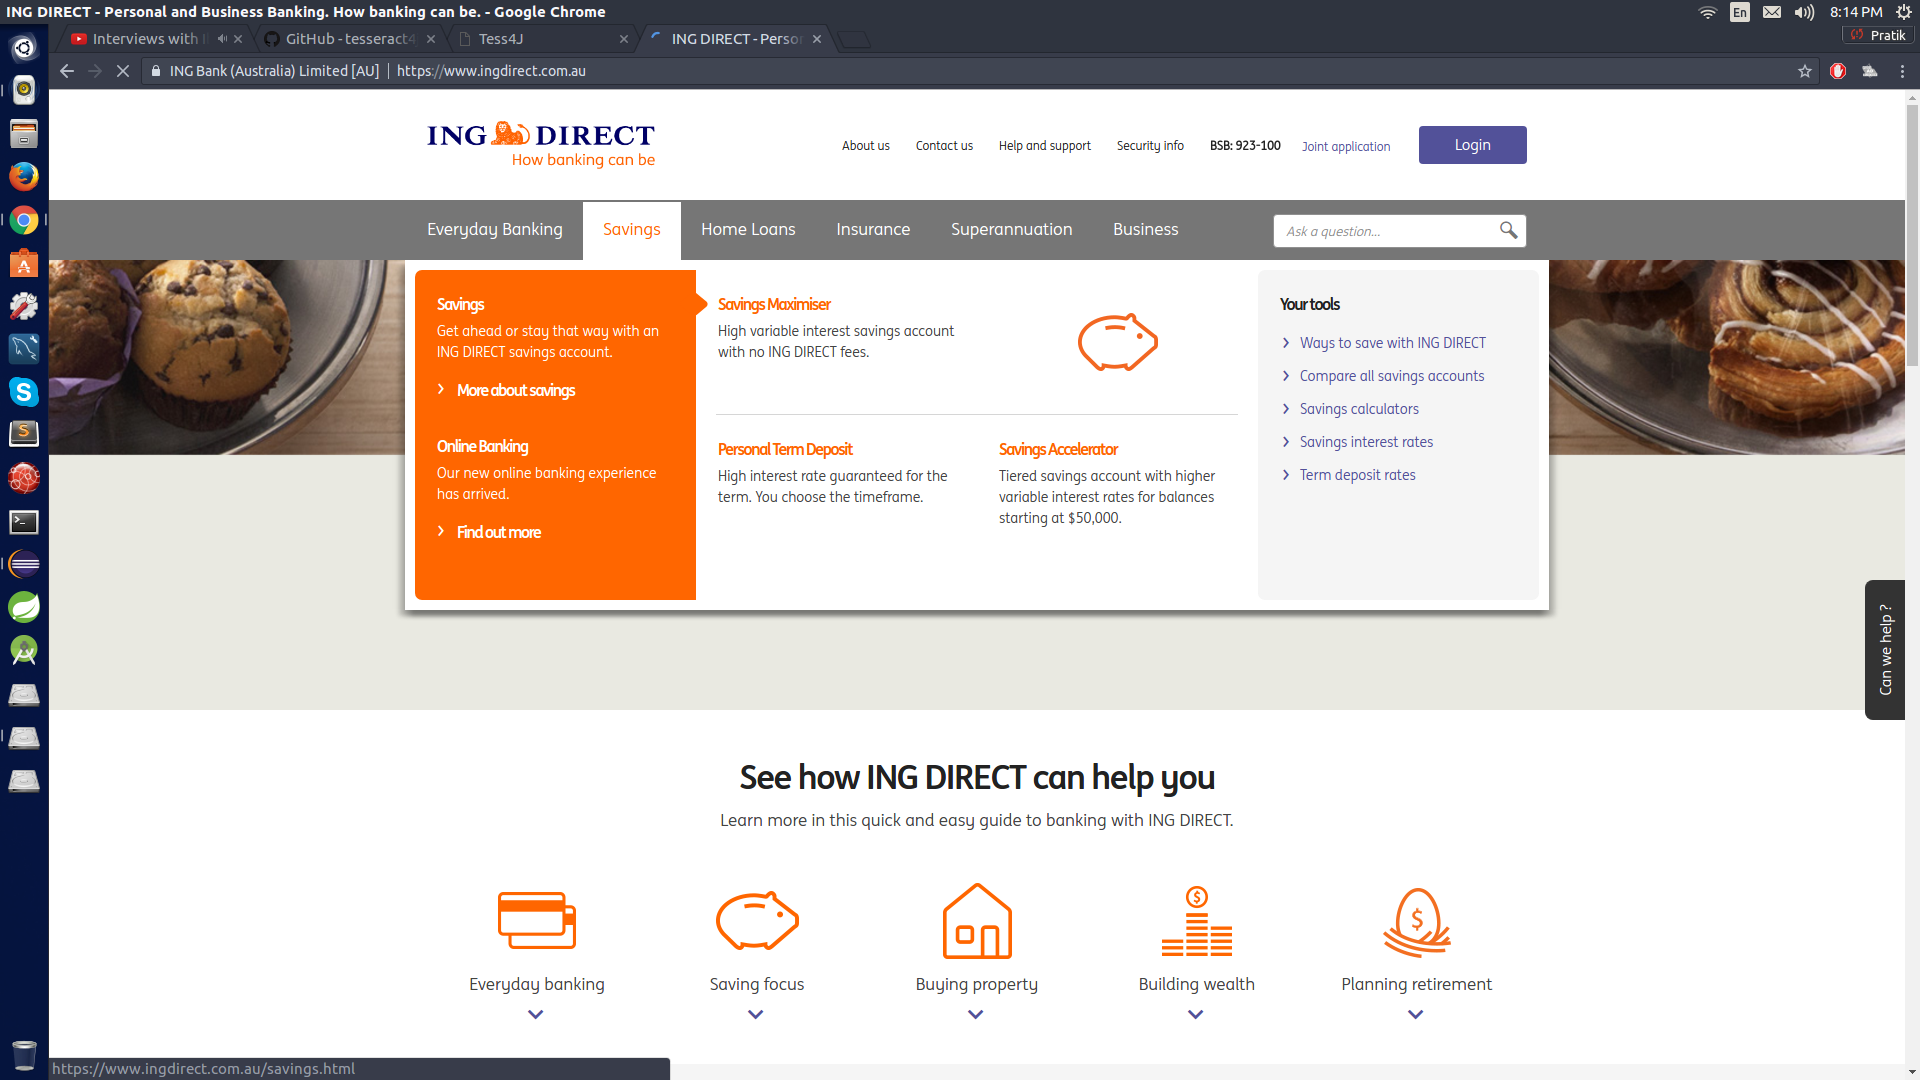 ING DIRECT - Personal and Business Banking. How banking can be. - Google Chrome
En
8:14 PM
Interviews with
GitHub - tesseract4
Tess4J
ING DIRECT - Perso
Pratik
ING Bank (Australia) Limited [AU] | https://www.ingdirect.com.au
ING DIRECT
How banking can be
About us
Contact us
Help and support
Security info
BSB: 923-100
Joint application
Login
Everyday Banking
Savings
Home Loans
Insurance
Superannuation
Business
Ask a question...
Savings
Get ahead or stay that way with an
ING DIRECT savings account.
More about savings
Online Banking
Our new online banking experience
has arrived.
Find out more
Savings Maximiser
High variable interest savings account
with no ING DIRECT fees.
Personal Term Deposit
High interest rate guaranteed for the
term. You choose the timeframe.
Savings Accelerator
Tiered savings account with higher
variable interest rates for balances
starting at $50,000.
Your tools
Ways to save with ING DIRECT
Compare all savings accounts
Savings calculators
Savings interest rates
Term deposit rates
Can we help ?
See how ING DIRECT can help you
Learn more in this quick and easy guide to banking with ING DIRECT.
Everyday banking
Saving focus
Buying property
Building wealth
Planning retirement
https://www.ingdirect.com.au/savings.html